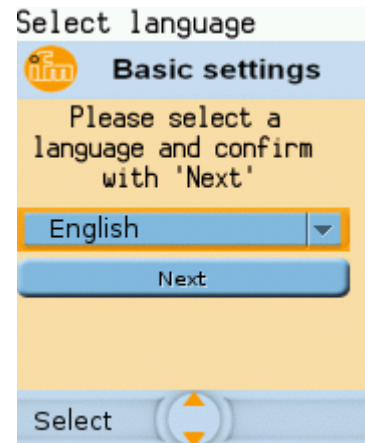 Select language
ifm
Basic settings
Please select a
language and confirm
with 'Next'
English
Next
Select